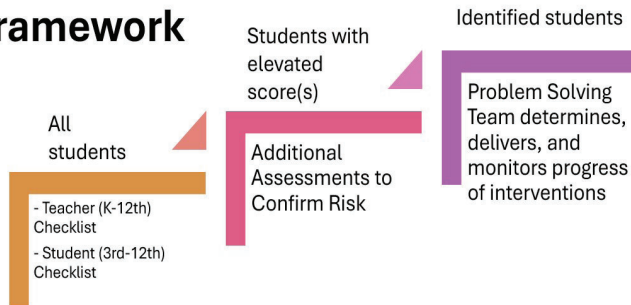 ramework
All
students
- Teacher (K-12th)
Checklist
- Student (3rd-12th)
Checklist
Students with
elevated
score(s)
Additional
Assessments to
Confirm Risk
Identified students
Problem Solving
Team determines,
delivers, and
monitors progress
of interventions